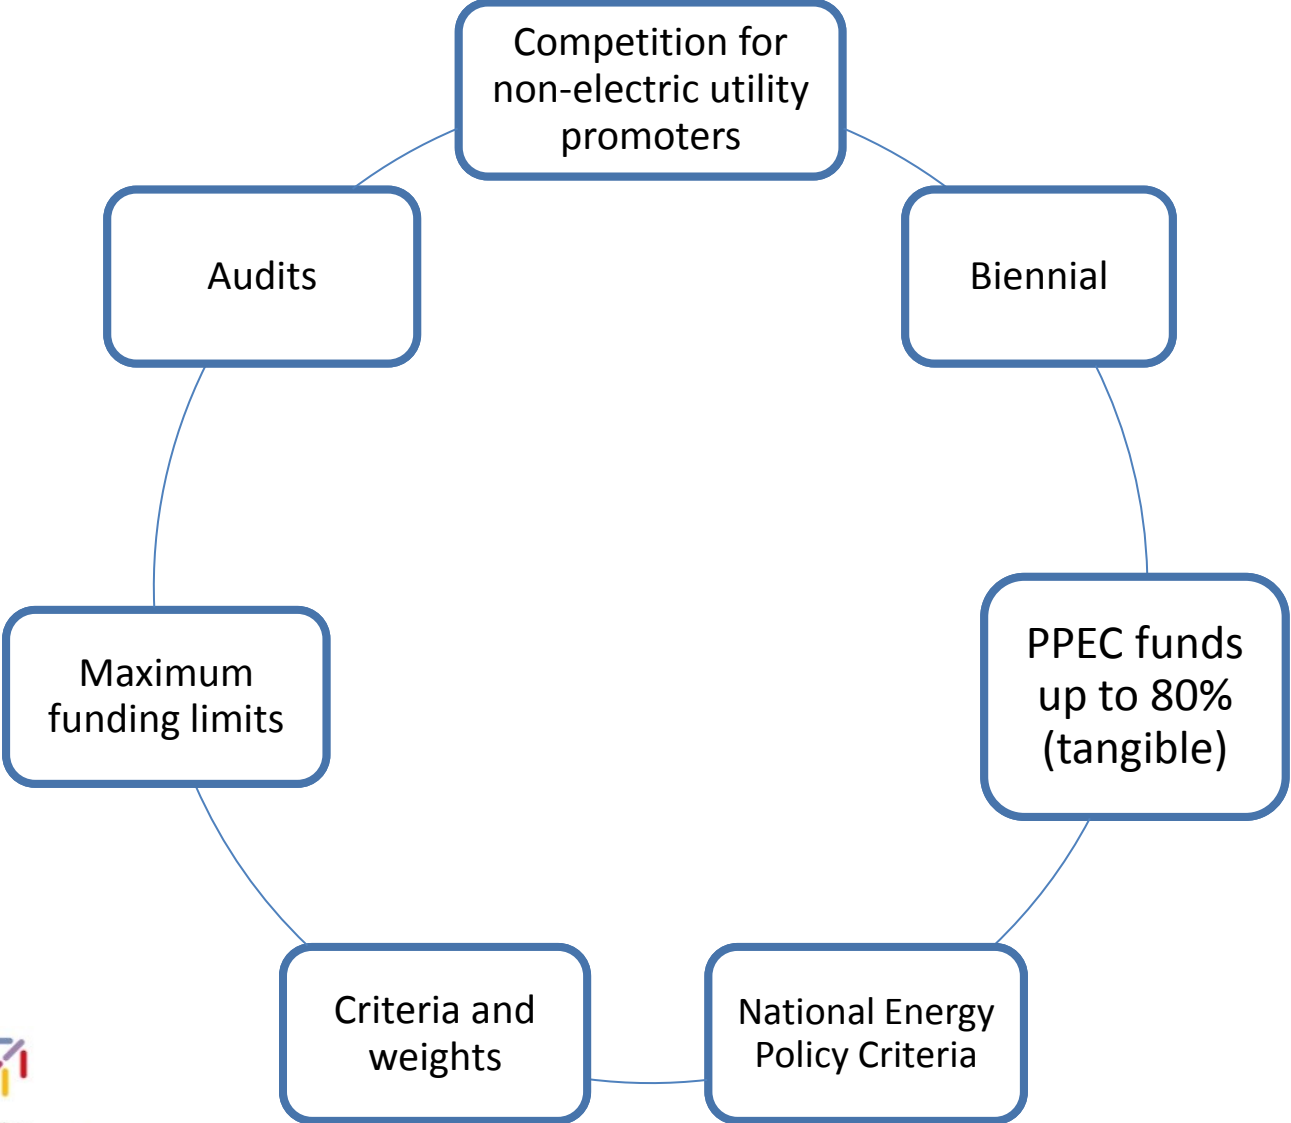 Competition for
non-electric utility
promoters
Audits
Biennial
PPEC funds
up to 80%
(tangible)
Maximum
funding limits
Criteria and
weights
National Energy
Policy Criteria